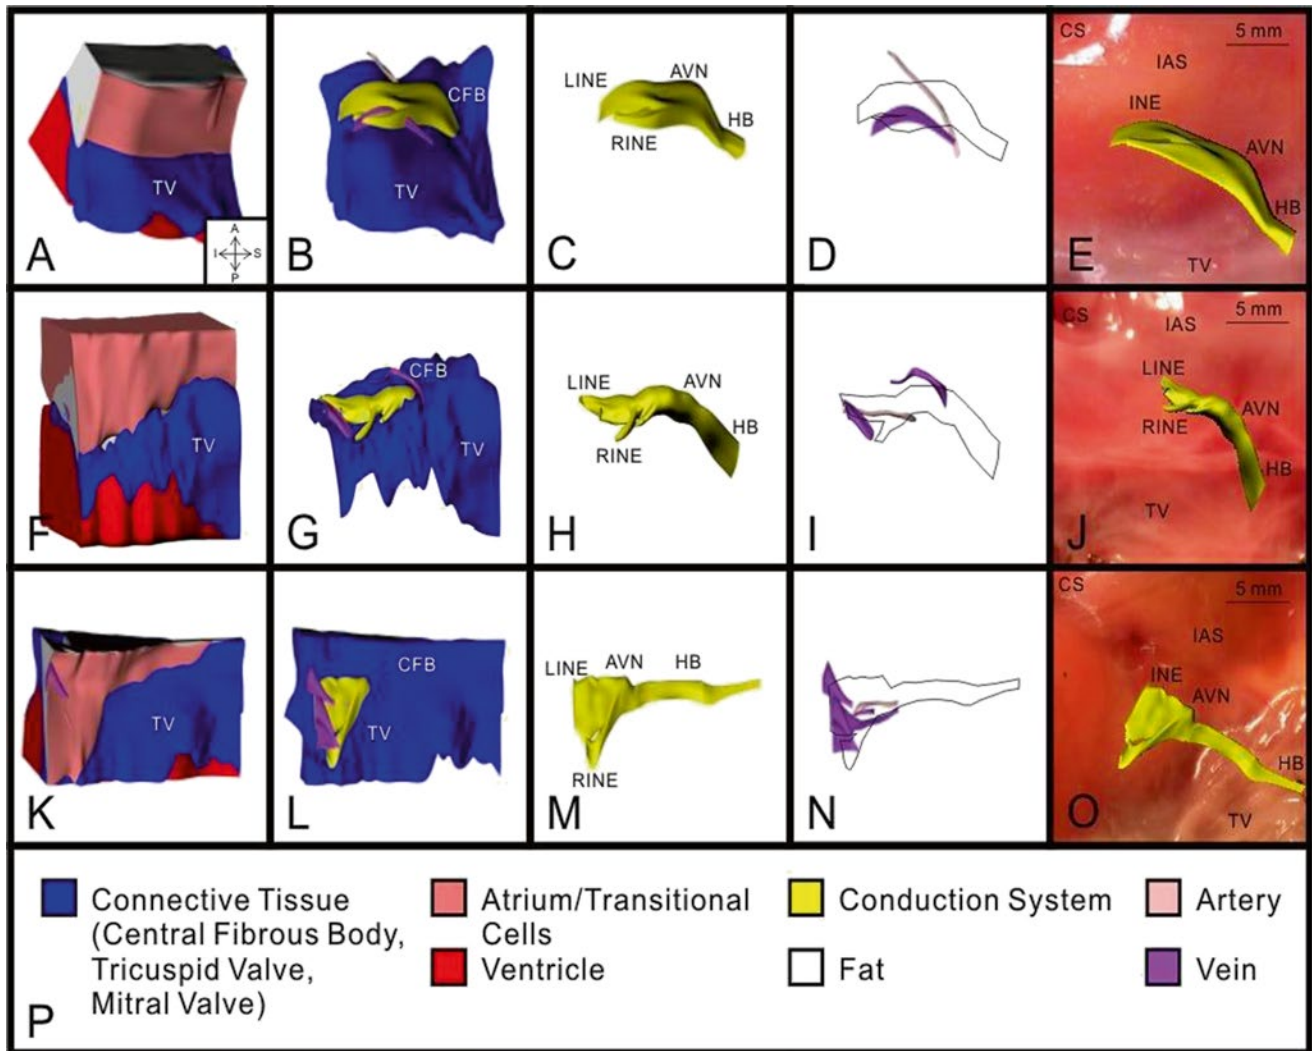 TV
A
A
I S
P
CFB
TV
B
LINE AVN
HB
RINE
C
D
CS 5 mm
IAS
INE
AVN
HB
TV
E
TV
F
CFB
TV
G
LINE AVN
HB
RINE
H
I
CS 5 mm
IAS
LINE
AVN
RINE
HB
TV
J
TV
K
CFB
TV
L
LINE AVN HB
RINE
M
N
CS 5 mm
IAS
INE
AVN
HB
TV
O
Connective Tissue
(Central Fibrous Body,
Tricuspid Valve,
Mitral Valve)
Atrium/Transitional
Cells
Ventricle
Conduction System
Fat
Artery
Vein
P